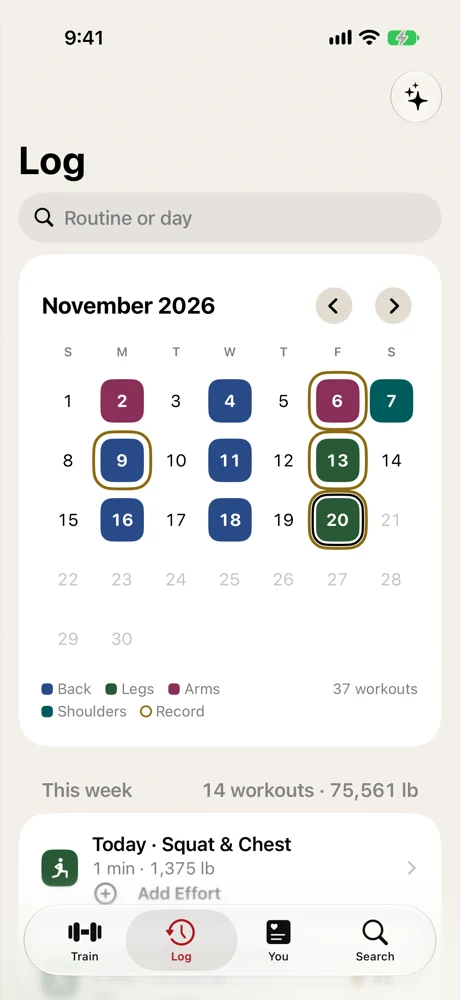 9:41
Log
Routine or day
November 2026
S M T W T F S
1 2 3 4 5 6 7
8 9 10 11 12 13 14
15 16 17 18 19 20 21
22 23 24 25 26 27 28
29 30
Back Legs Arms 37 workouts
Shoulders Record
This week 14 workouts · 75,561 lb
Today · Squat & Chest
1 min · 1,375 lb
Add Effort
Train Log You Search